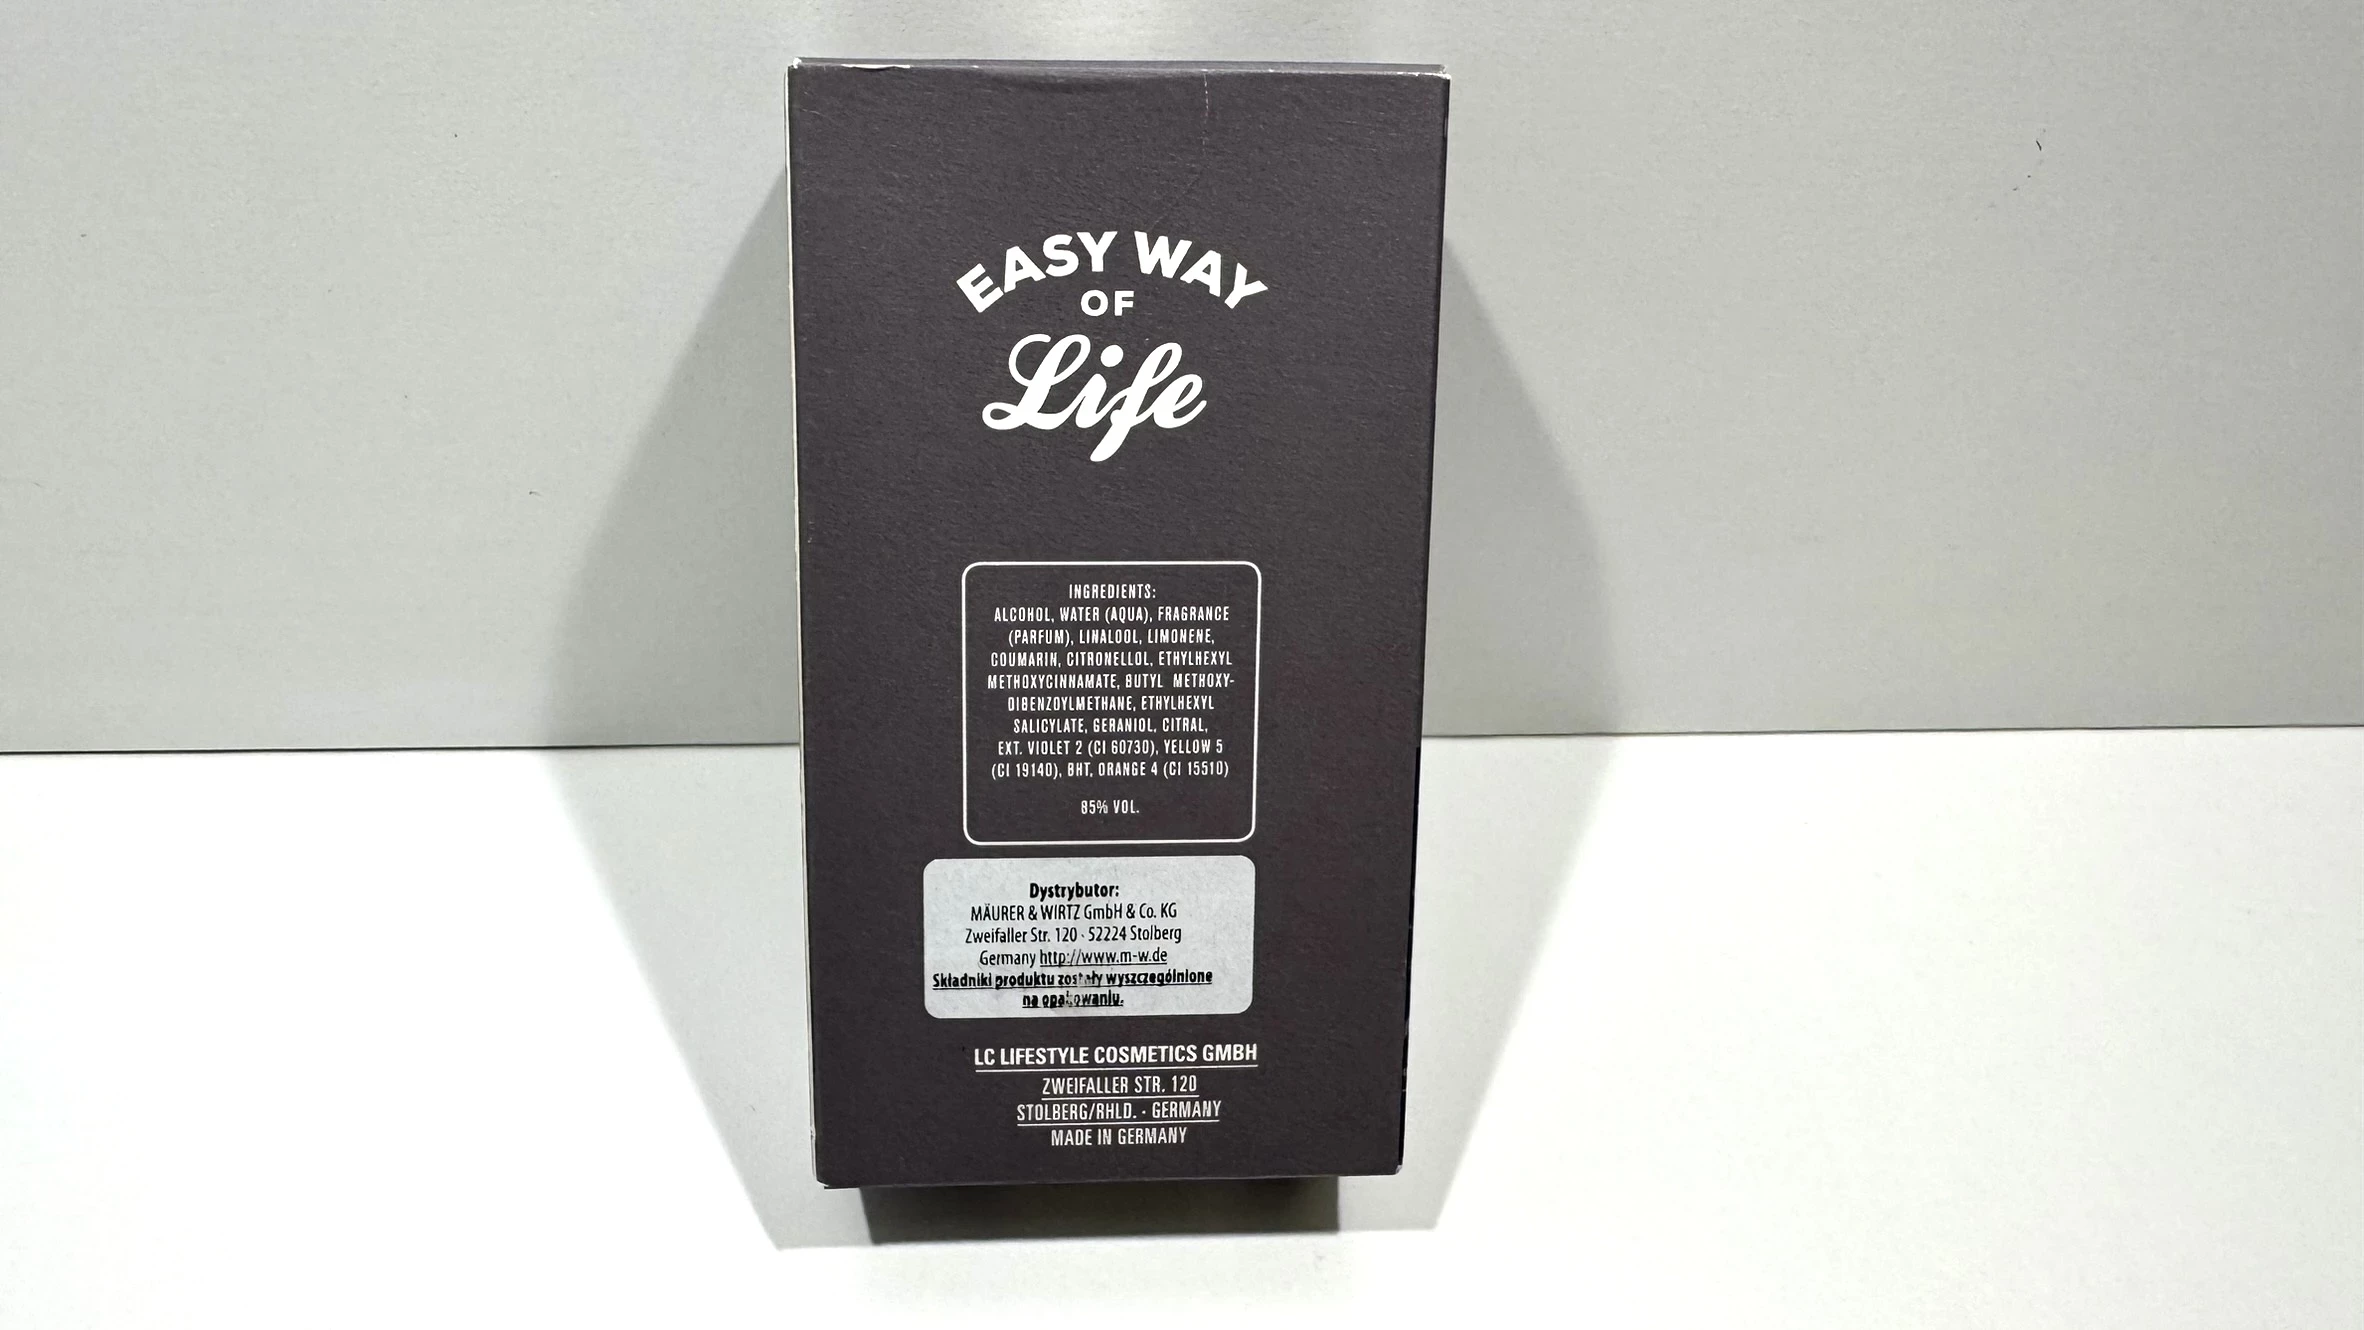 EASY WAY
OF
Life
INGREDIENTS:
ALCOHOL, WATER (AQUA), FRAGRANCE
(PARFUM), LINALOOL, LIMONENE,
COUMARIN, CITRONELLOL, ETHYLHEXYL
METHOXYCINNAMATE, BUTYL METHOXY-
DIBENZOYLMETHANE, ETHYLHEXYL
SALICYLATE, GERANIOL, CITRAL,
EXT. VIOLET 2 (CI 60730), YELLOW 5
(CI 19140), BHT, ORANGE 4 (CI 15510)
85% VOL.
Dystrybutor:
MÄURER & WIRTZ GmbH & Co. KG
Zweifaller Str. 120 · 52224 Stolberg
Germany http://www.m-w.de
Składniki produktu zostały wyszczególnione
na opakowaniu.
LC LIFESTYLE COSMETICS GMBH
ZWEIFALLER STR. 120
STOLBERG/RHLD. · GERMANY
MADE IN GERMANY